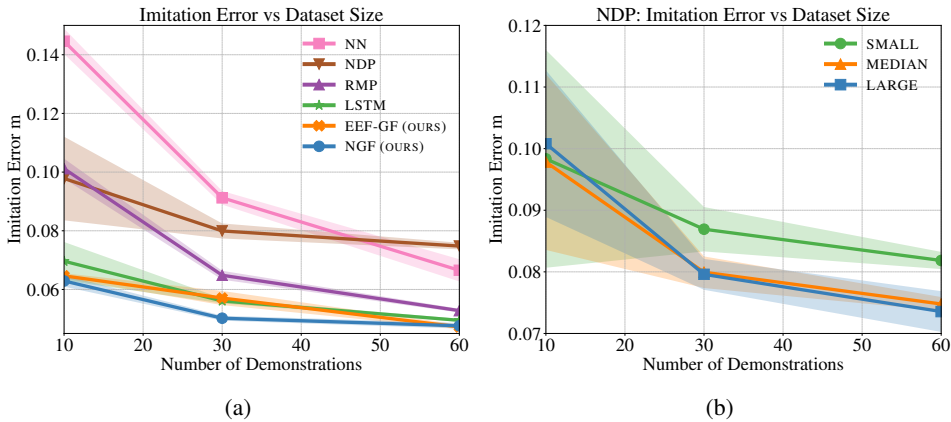 Imitation Error vs Dataset Size
0.14
0.12
0.10
0.08
0.06
Imitation Error m
10 20 30 40 50 60
Number of Demonstrations
NN
NDP
RMP
LSTM
EEF-GF (OURS)
NGF (OURS)
(a)
NDP: Imitation Error vs Dataset Size
0.12
0.11
0.10
0.09
0.08
0.07
Imitation Error m
10 20 30 40 50 60
Number of Demonstrations
SMALL
MEDIAN
LARGE
(b)